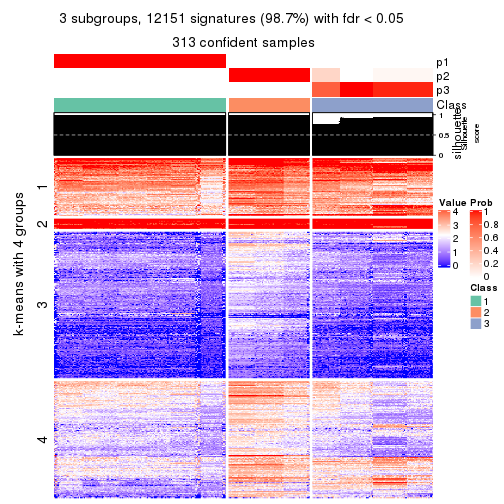 3 subgroups, 12151 signatures (98.7%) with fdr < 0.05
313 confident samples
p1
p2
p3
Class
1
0.5
0
silhouette
Silhouette
score
k-means with 4 groups
1
2
3
4
Value
4
3
2
1
0
Prob
1
0.8
0.6
0.4
0.2
0
Class
1
2
3